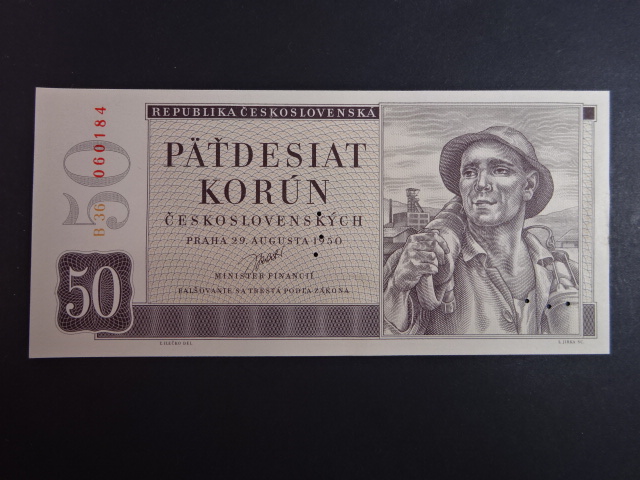 REPUBLIKA ČESKOSLOVENSKÁ
PÄŤDESIAT
KORÚN
ČESKOSLOVENSKÝCH
PRAHA 29. AUGUSTA 1950
MINISTER FINANCIÍ
FALŠOVANIE SA TRESTÁ PODĽA ZÁKONA
50
B 36 060184
50